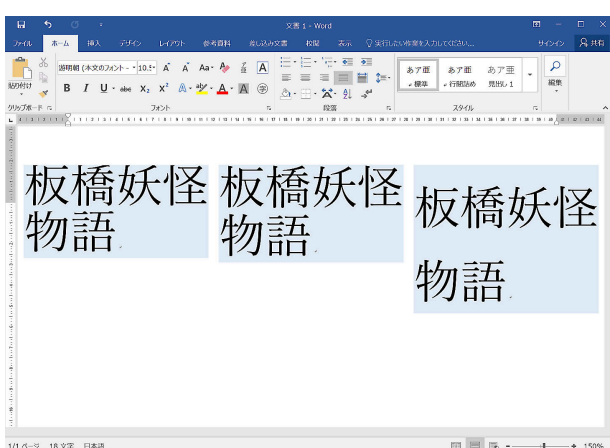 文書 1 - Word
ファイル ホーム 挿入 デザイン レイアウト 参考資料 差し込み文書 校閲 表示 実行したい作業を入力してください... サインイン 共有
貼り付け
游明朝 (本文のフォント - 10.5
A A Aa A
B I U abc X₂ X² A A A
あア亜 あア亜 あア亜
標準 行間詰め 見出し 1
編集
クリップボード フォント 段落 スタイル
板橋妖怪
物語
板橋妖怪
物語
板橋妖怪
物語
1/1 ページ 18 文字 日本語 150%